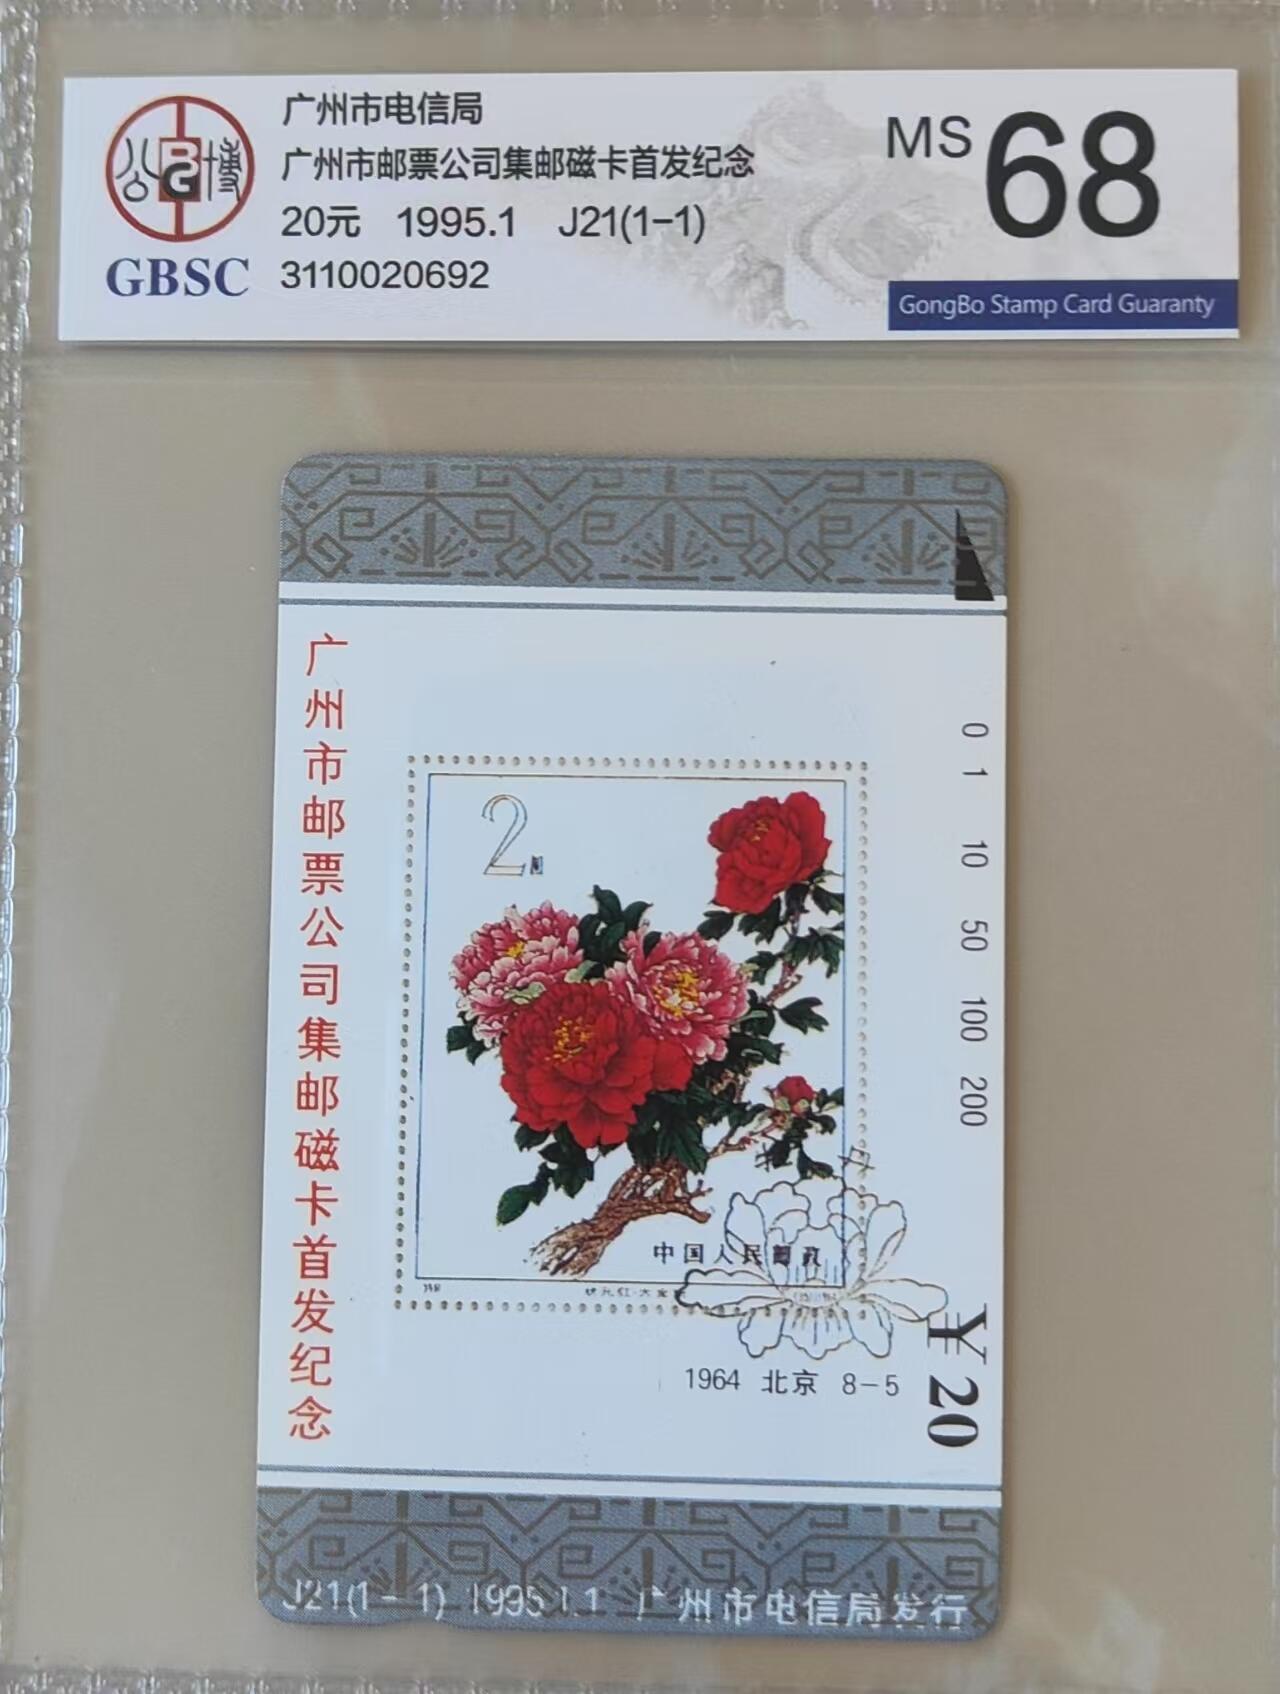 广州市电信局
广州市邮票公司集邮磁卡首发纪念
20元 1995.1 J21(1-1)
3110020692
公博
GBSC
MS 68
GongBo Stamp Card Guaranty
广州市邮票公司集邮磁卡首发纪念
0 1 10 50 100 200
2
中国人民邮政
1964 北京 8-5
¥20
J21(1-1) 1995.1.1 广州市电信局发行